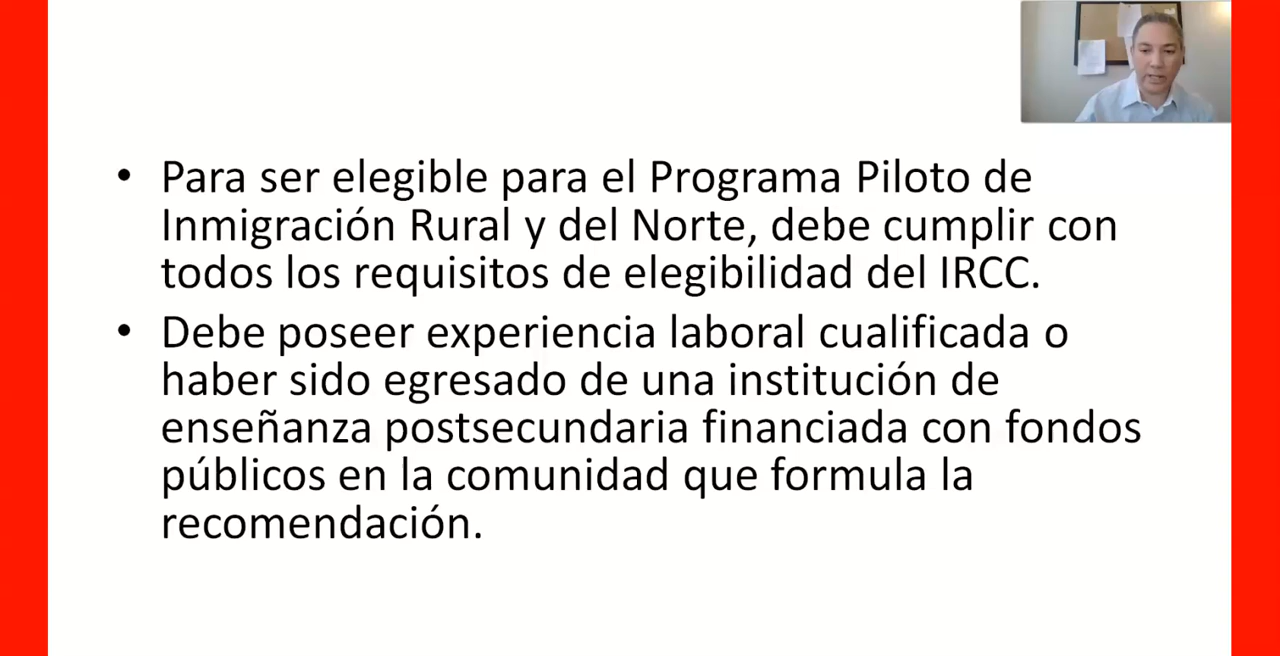 • Para ser elegible para el Programa Piloto de
Inmigración Rural y del Norte, debe cumplir con
todos los requisitos de elegibilidad del IRCC.
• Debe poseer experiencia laboral cualificada o
haber sido egresado de una institución de
enseñanza postsecundaria financiada con fondos
públicos en la comunidad que formula la
recomendación.